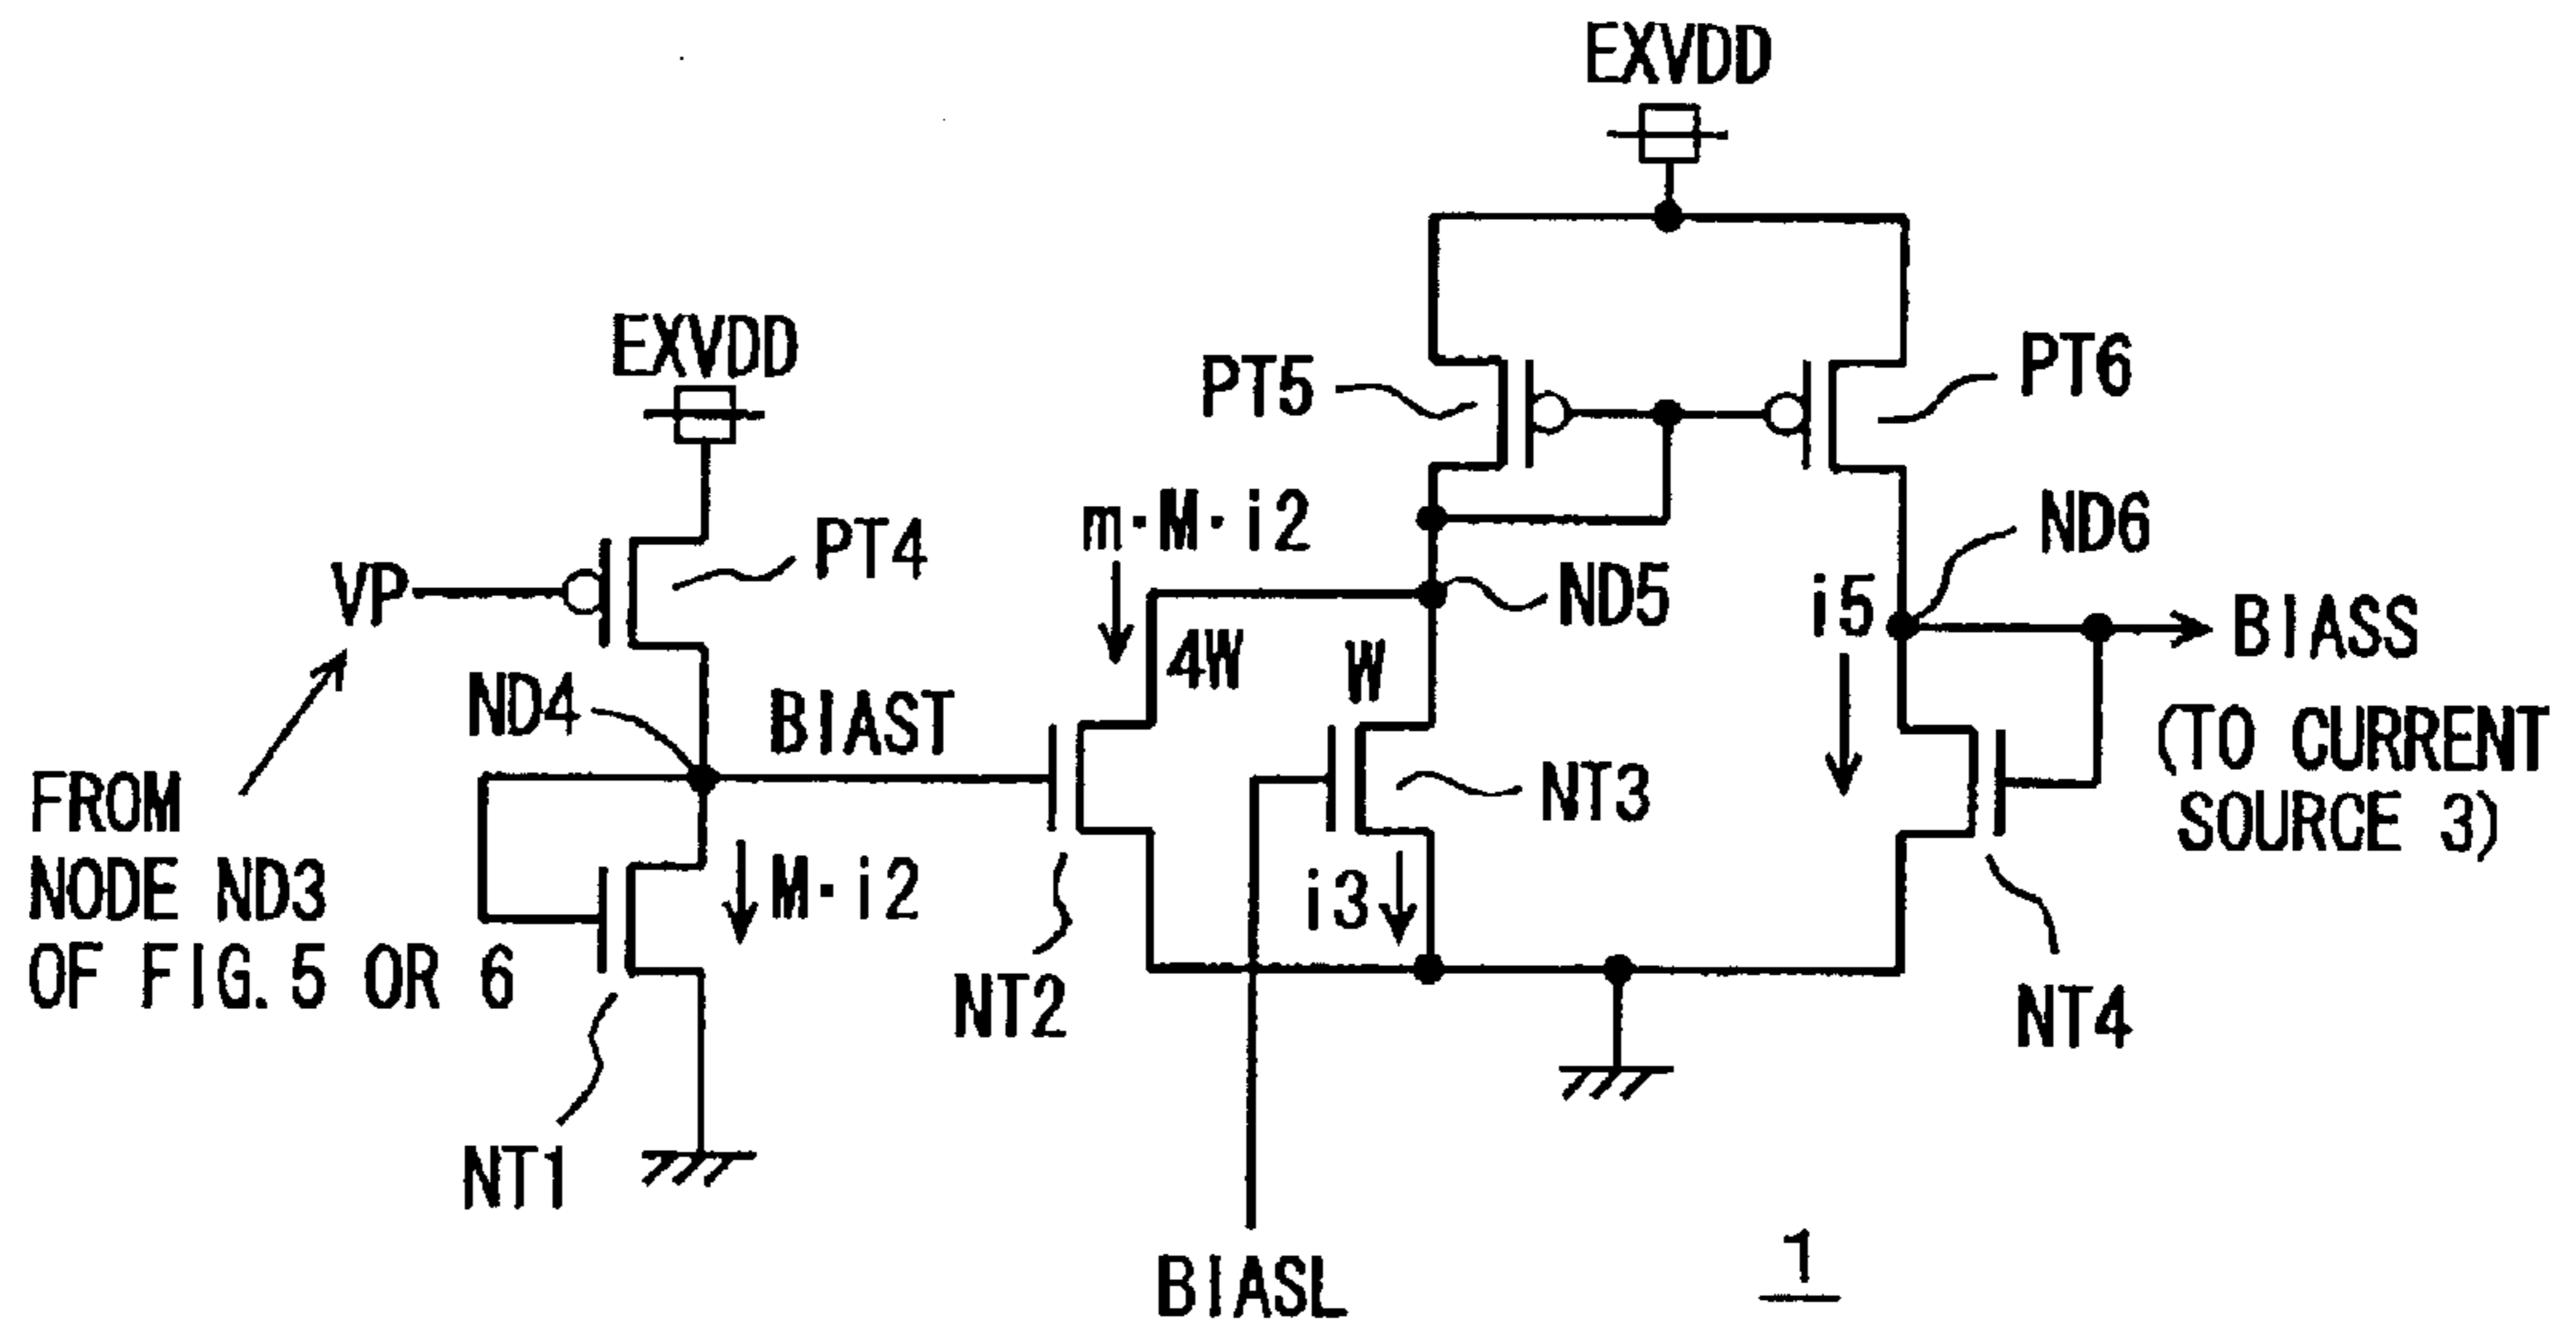 EXVDD
EXVDD
PT5
PT6
m·M·i2
ND6
VP
PT4
ND5
i5
BIASS
4W
W
ND4
BIAST
(TO CURRENT
SOURCE 3)
NT3
FROM
NODE ND3
OF FIG.5 OR 6
M·i2
i3
NT2
NT4
NT1
BIASL
1